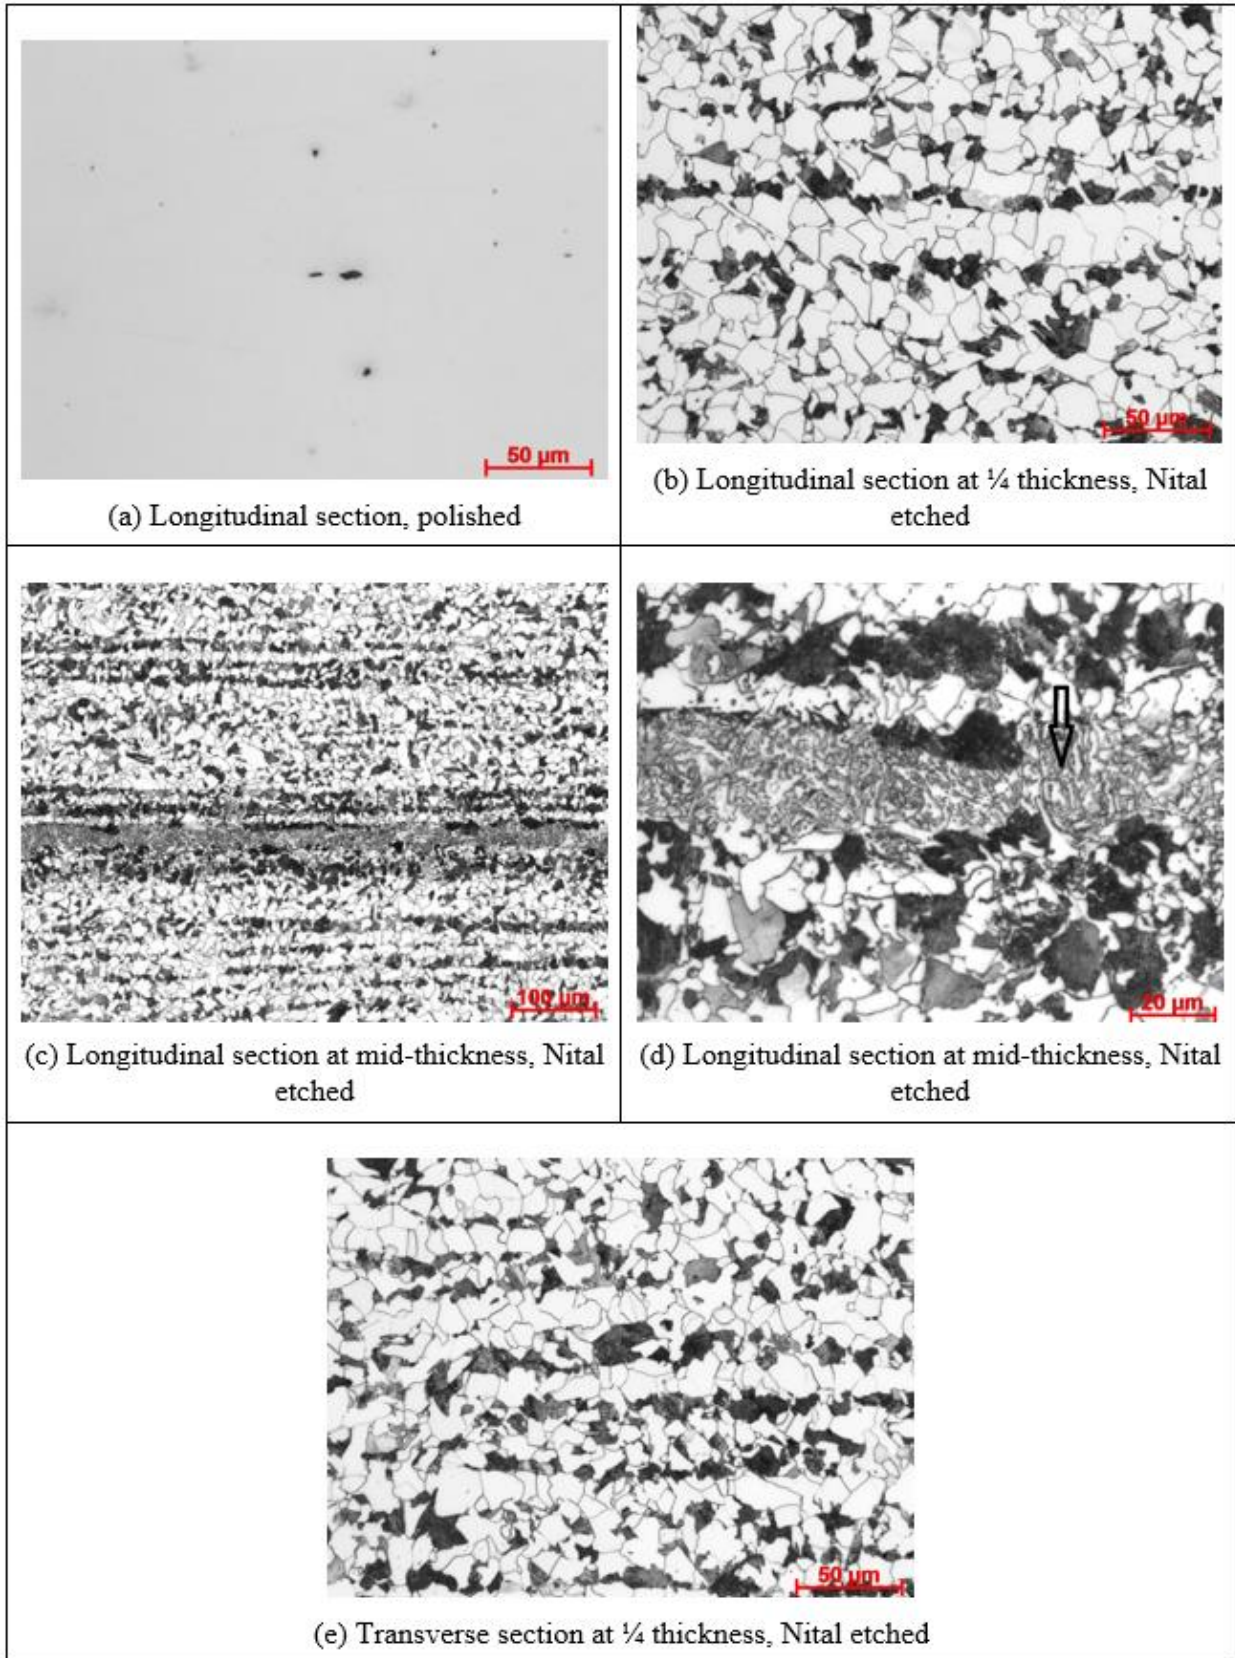 50 µm
(a) Longitudinal section, polished
50 µm
(b) Longitudinal section at ¼ thickness, Nital
etched
100 µm
(c) Longitudinal section at mid-thickness, Nital
etched
20 µm
(d) Longitudinal section at mid-thickness, Nital
etched
50 µm
(e) Transverse section at ¼ thickness, Nital etched